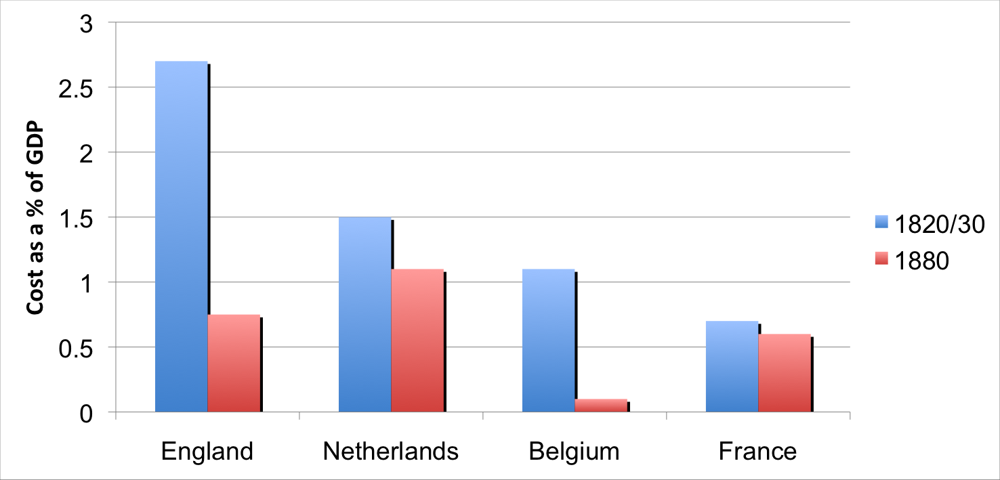 Cost as a % of GDP
3
2.5
2
1.5
1
0.5
0
England
Netherlands
Belgium
France
1820/30
1880